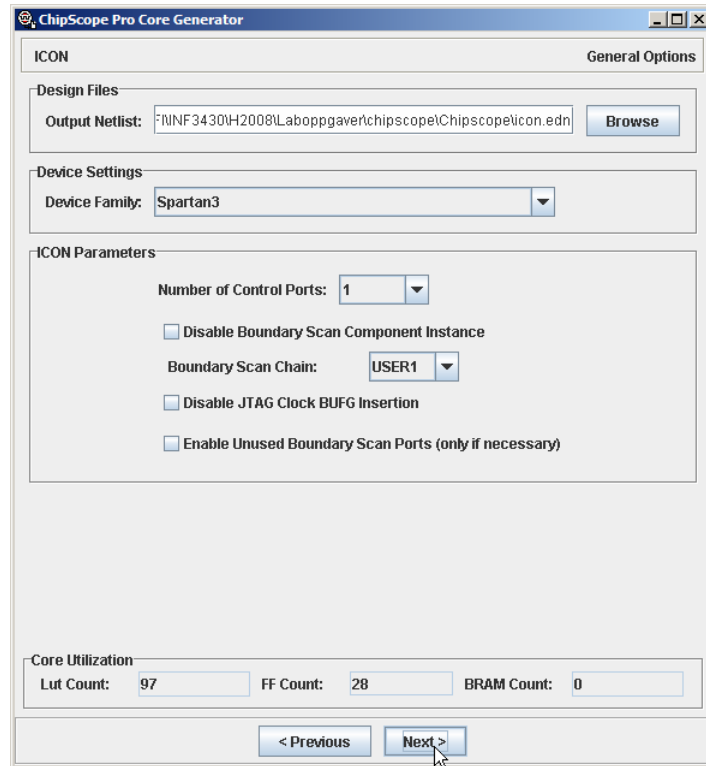 ChipScope Pro Core Generator
ICON General Options
Design Files
Output Netlist: \INF3430\H2008\Laboppgaver\chipscope\Chipscope\icon.edn Browse
Device Settings
Device Family: Spartan3
ICON Parameters
Number of Control Ports: 1
Disable Boundary Scan Component Instance
Boundary Scan Chain: USER1
Disable JTAG Clock BUFG Insertion
Enable Unused Boundary Scan Ports (only if necessary)
Core Utilization
Lut Count: 97 FF Count: 28 BRAM Count: 0
< Previous Next >